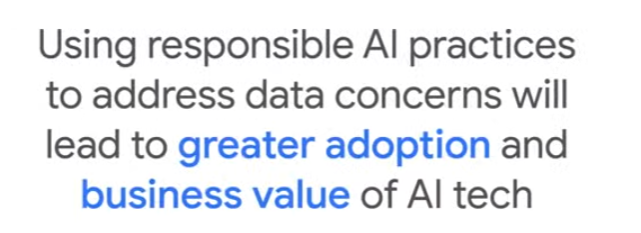 Using responsible AI practices
to address data concerns will
lead to greater adoption and
business value of AI tech